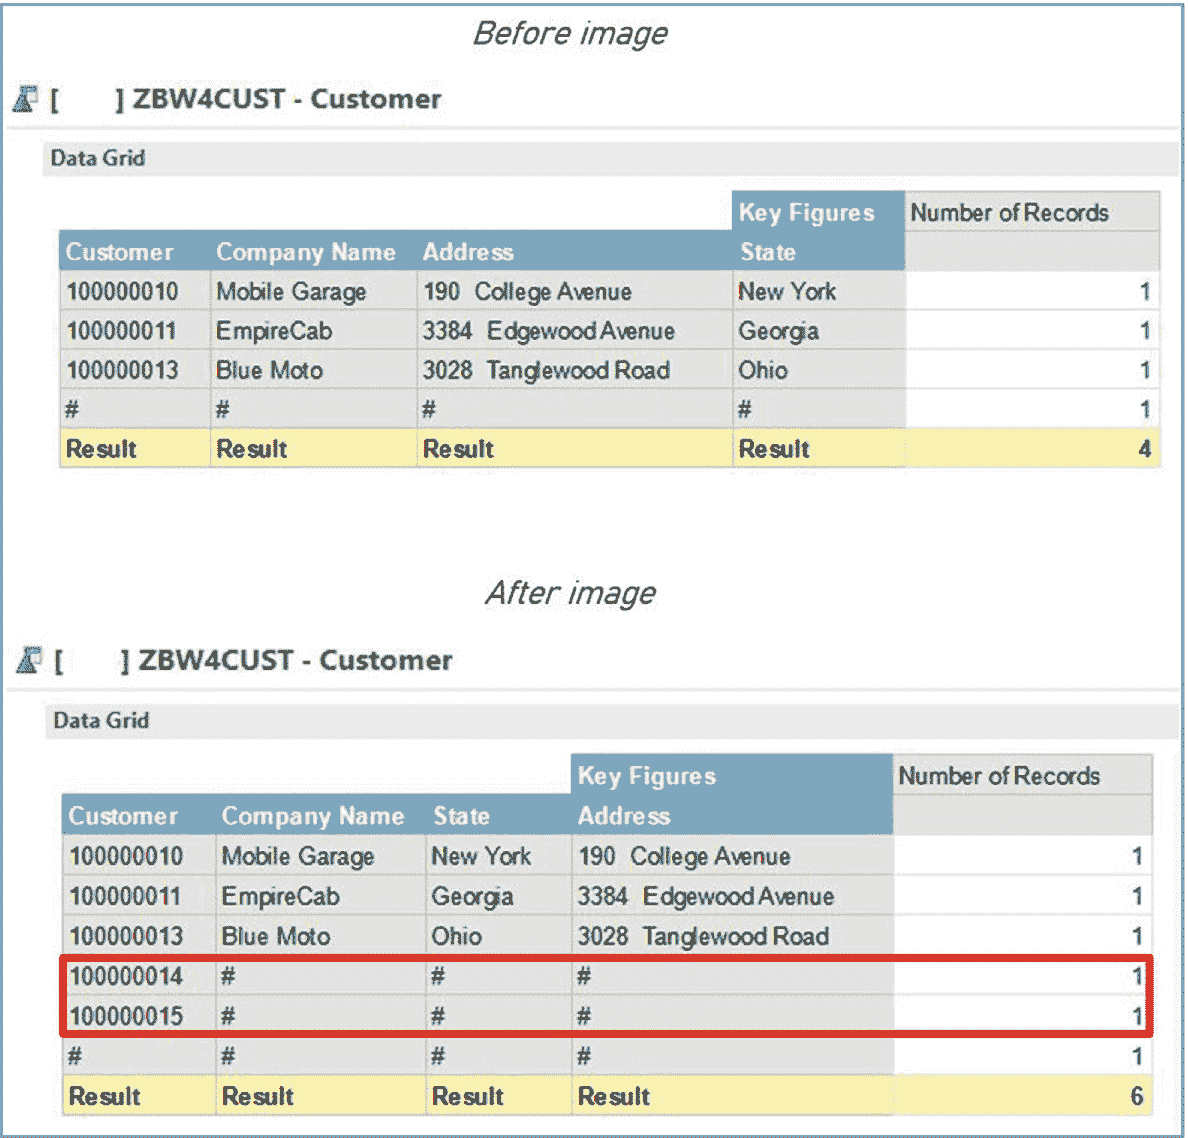 Before image
[ ] ZBW4CUST - Customer
Data Grid
Key Figures Number of Records
Customer Company Name Address State
100000010 Mobile Garage 190 College Avenue New York 1
100000011 EmpireCab 3384 Edgewood Avenue Georgia 1
100000013 Blue Moto 3028 Tanglewood Road Ohio 1
# # # # 1
Result Result Result Result 4
After image
[ ] ZBW4CUST - Customer
Data Grid
Key Figures Number of Records
Customer Company Name State Address
100000010 Mobile Garage New York 190 College Avenue 1
100000011 EmpireCab Georgia 3384 Edgewood Avenue 1
100000013 Blue Moto Ohio 3028 Tanglewood Road 1
100000014 # # # 1
100000015 # # # 1
# # # # 1
Result Result Result Result 6